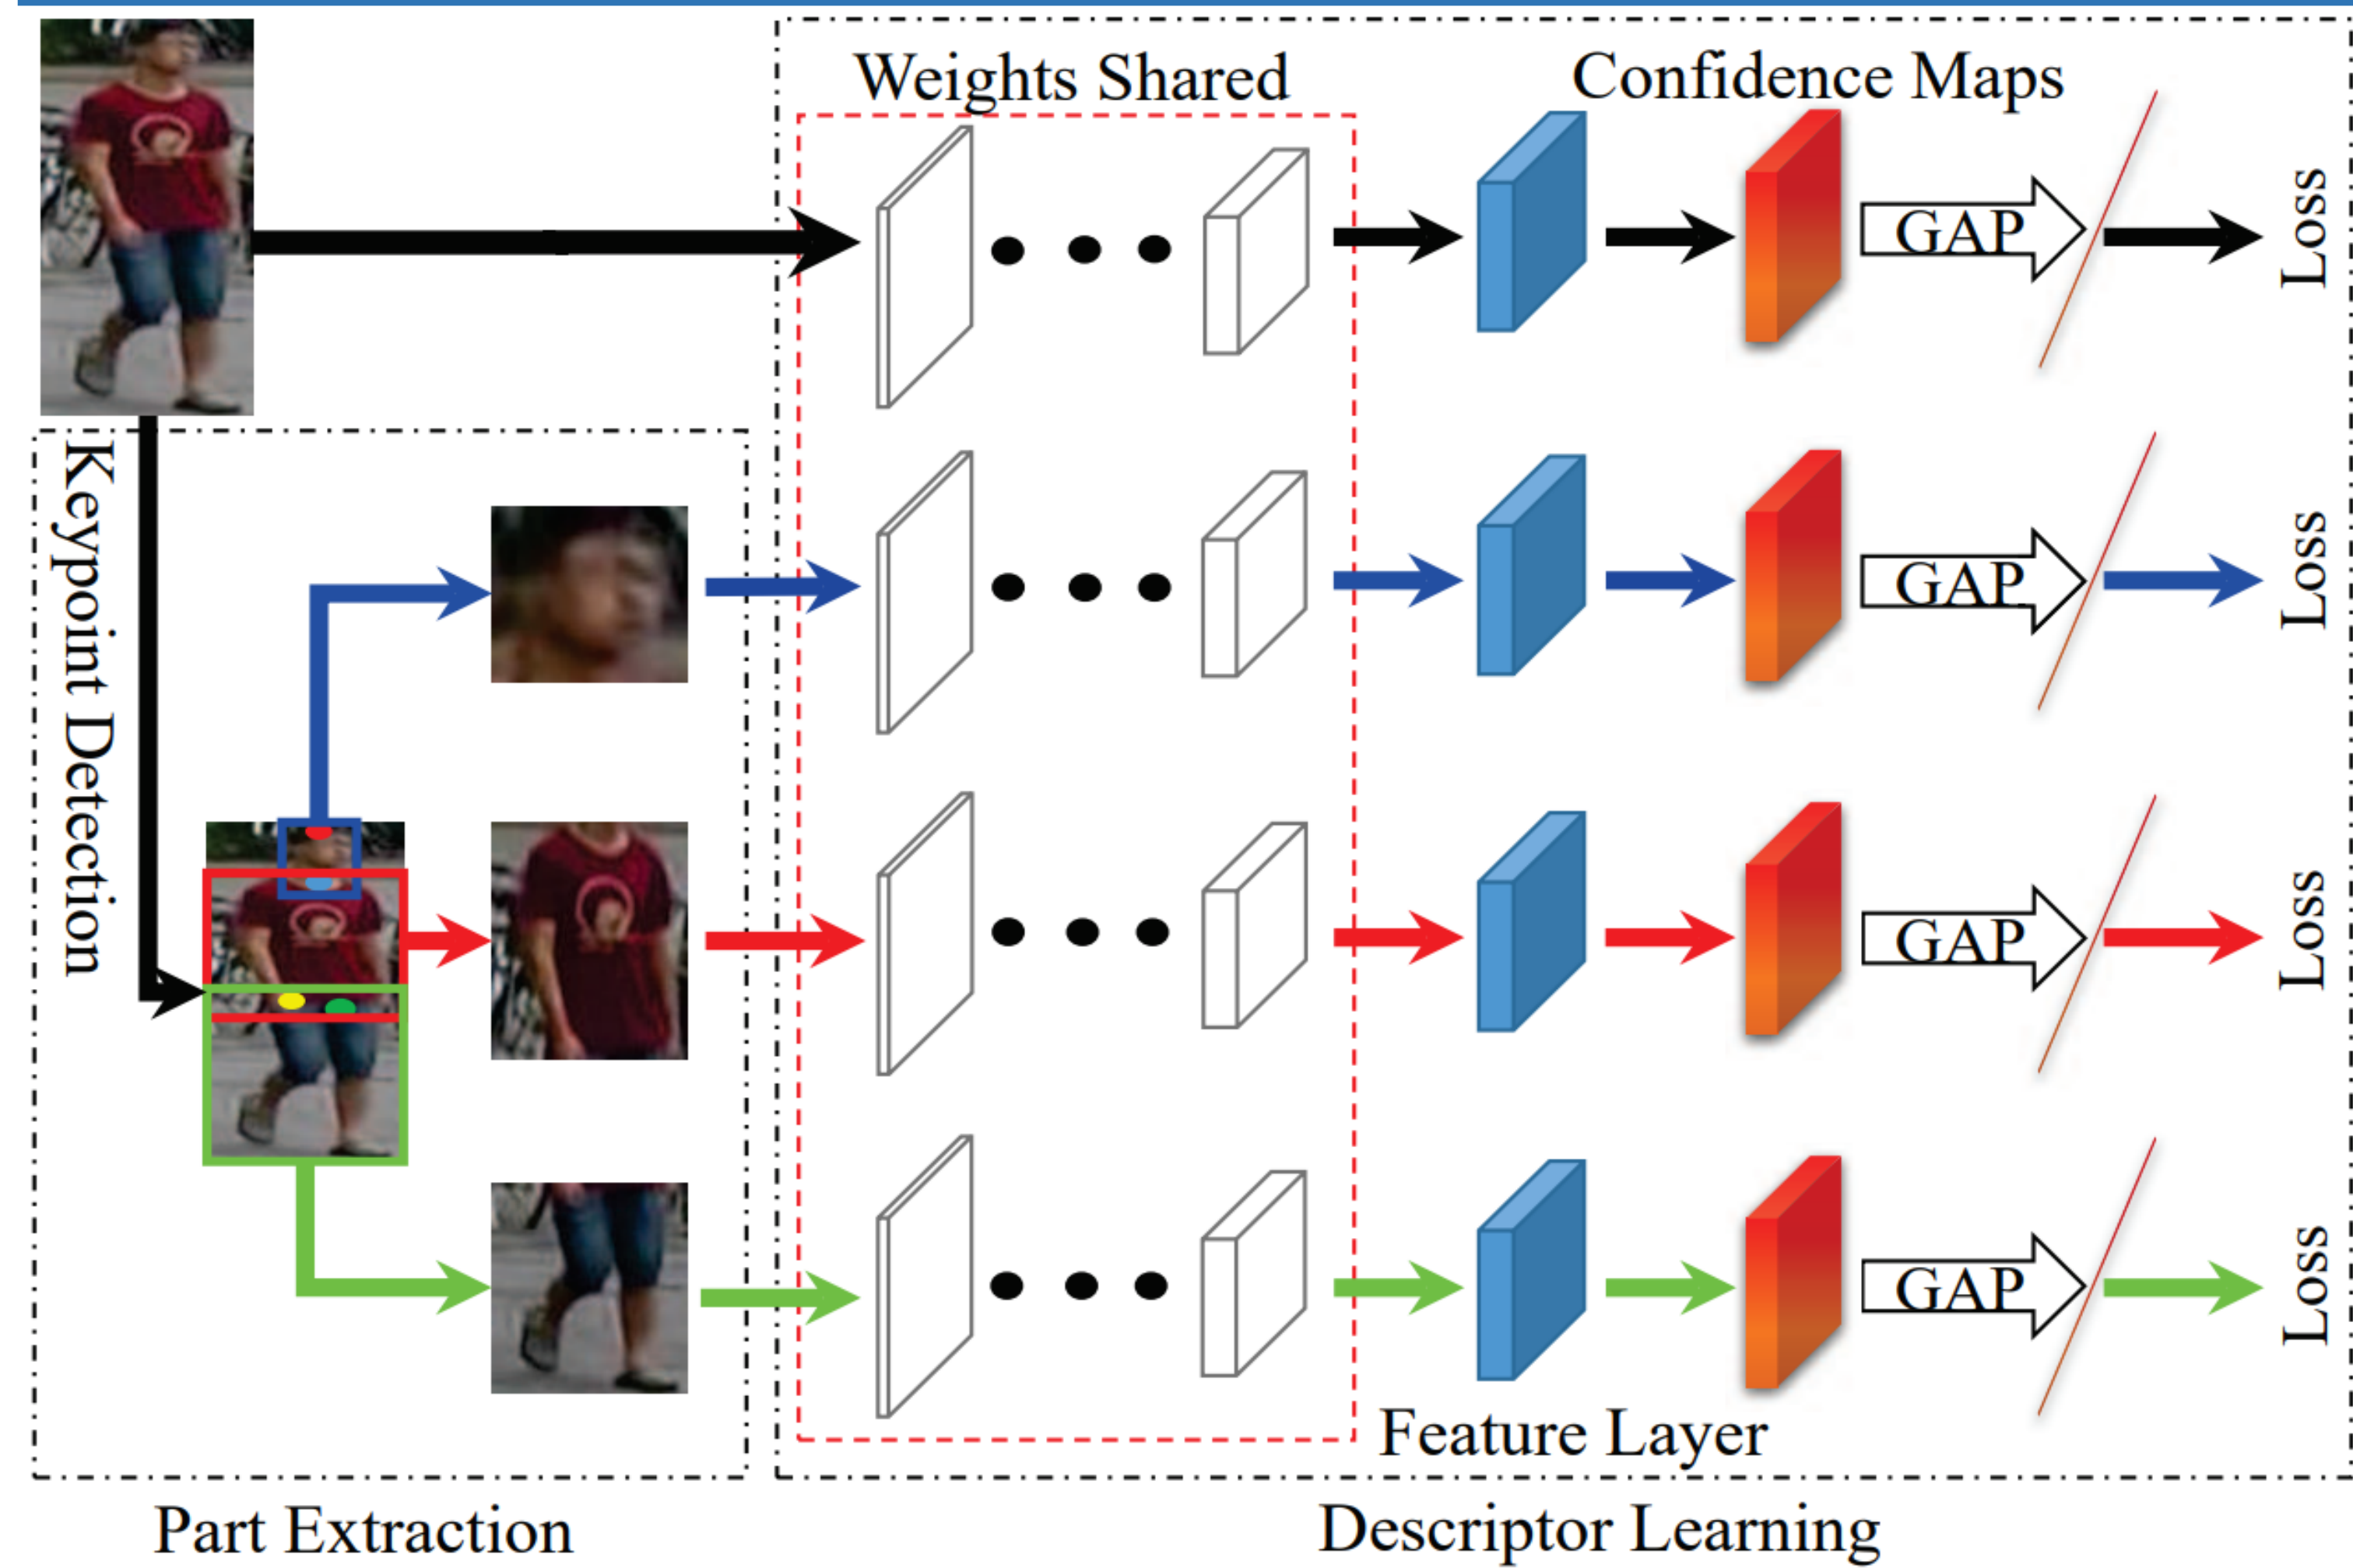 Weights Shared
Confidence Maps
GAP
Loss
Keypoint Detection
GAP
Loss
GAP
Loss
GAP
Loss
Feature Layer
Part Extraction
Descriptor Learning